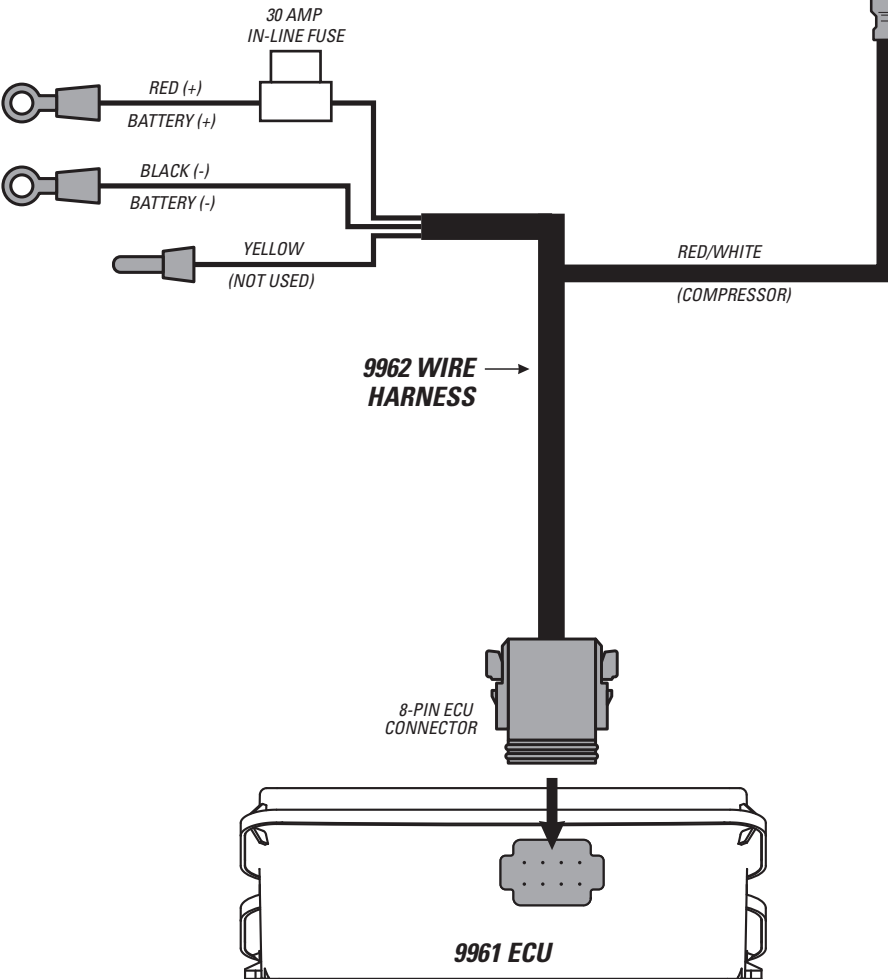 30 AMP
IN-LINE FUSE
RED (+)
BATTERY (+)
BLACK (-)
BATTERY (-)
YELLOW
(NOT USED)
RED/WHITE
(COMPRESSOR)
9962 WIRE
HARNESS
8-PIN ECU
CONNECTOR
9961 ECU